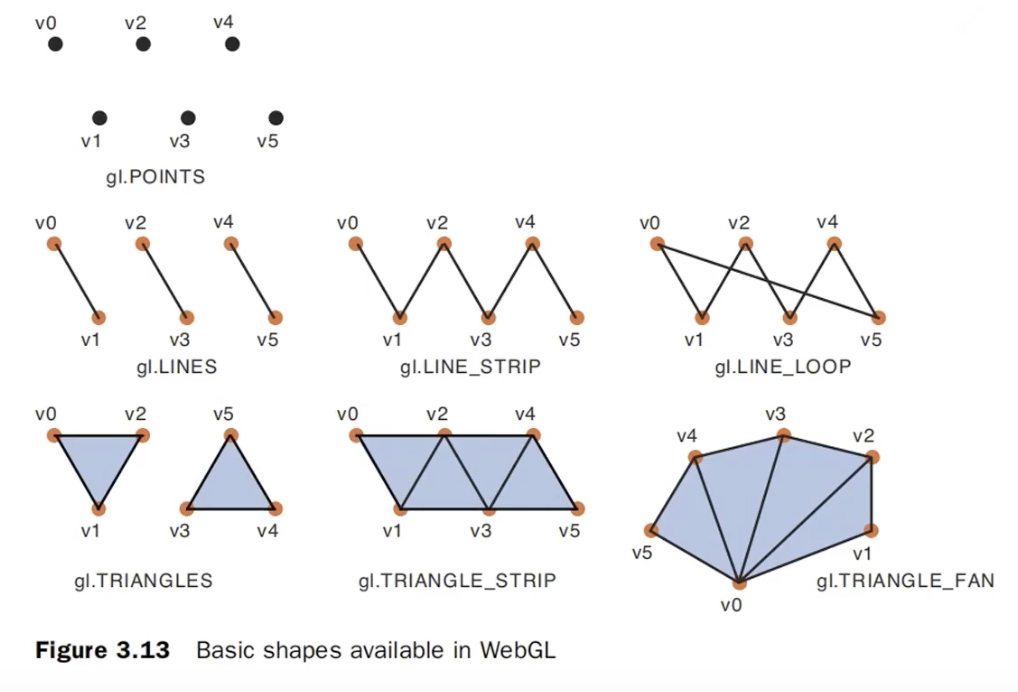 v0 v2 v4
v1 v3 v5
gl.POINTS
v0 v2 v4 v0 v2 v4 v0 v2 v4
v1 v3 v5 v1 v3 v5 v1 v3 v5
gl.LINES gl.LINE_STRIP gl.LINE_LOOP
v0 v2 v5 v0 v2 v4 v3
v4 v2
v1 v3 v4 v1 v3 v5
v5 v1
gl.TRIANGLES gl.TRIANGLE_STRIP gl.TRIANGLE_FAN
v0
Figure 3.13 Basic shapes available in WebGL